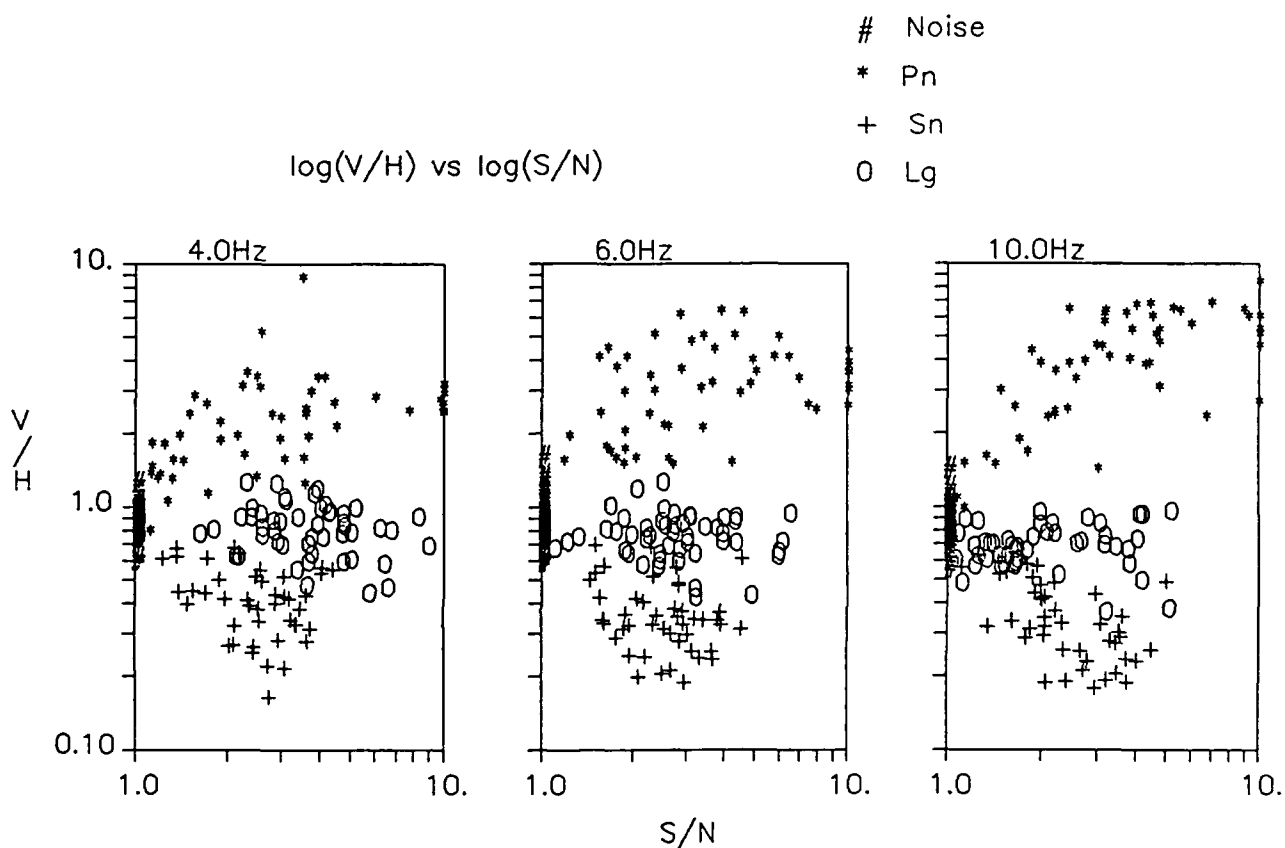 # Noise
* Pn
+ Sn
O Lg
log(V/H) vs log(S/N)
4.0Hz
6.0Hz
10.0Hz
10.
1.0
0.10
V
/
H
1.0
10.
1.0
10.
1.0
10.
S/N